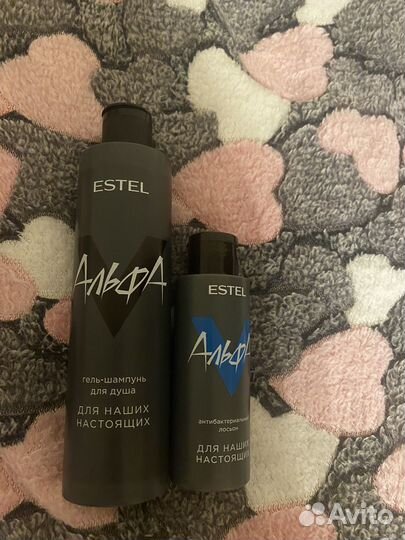 ESTEL
АЛЬФА
гель-шампунь
для душа
ДЛЯ НАШИХ
НАСТОЯЩИХ
ESTEL
АЛЬФА
антибактериальный
лосьон
ДЛЯ НАШИХ
НАСТОЯЩИХ
Avito